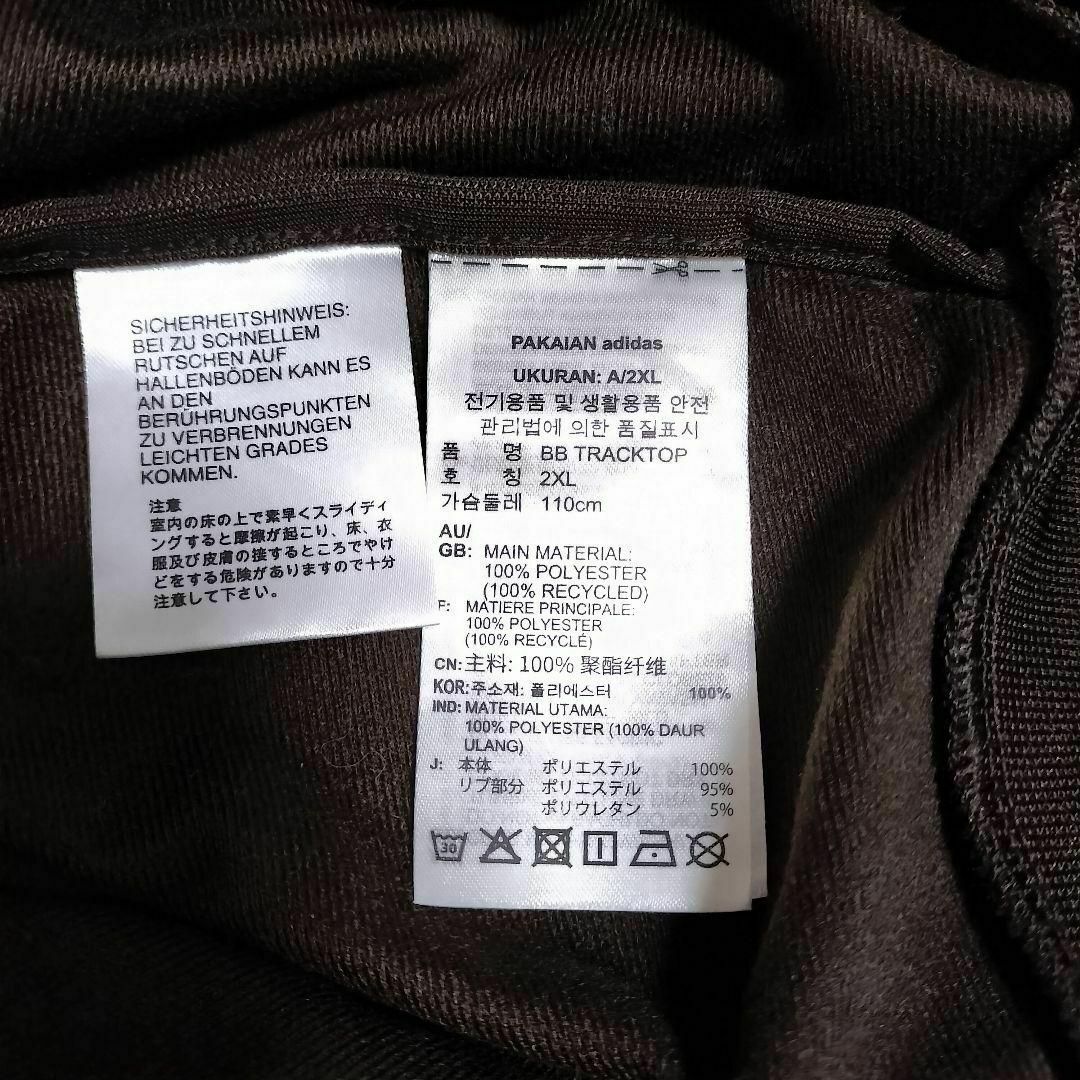 SICHERHEITSHINWEIS:
BEI ZU SCHNELLEM
RUTSCHEN AUF
HALLENBÖDEN KANN ES
AN DEN
BERÜHRUNGSPUNKTEN
ZU VERBRENNUNGEN
LEICHTEN GRADES
KOMMEN.
注意
室内の床の上で素早くスライディ
ングすると摩擦が起こり、床、衣
服及び皮膚の接するところでやけ
どをする危険がありますので十分
注意して下さい。
PAKAIAN adidas
UKURAN: A/2XL
전기용품 및 생활용품 안전
관리법에 의한 품질표시
품 명 BB TRACKTOP
호 칭 2XL
가슴둘레 110cm
AU/
GB: MAIN MATERIAL:
100% POLYESTER
(100% RECYCLED)
F: MATIERE PRINCIPALE:
100% POLYESTER
(100% RECYCLÉ)
CN: 主料: 100% 聚酯纤维
KOR: 주소재: 폴리에스터 100%
IND: MATERIAL UTAMA:
100% POLYESTER (100% DAUR
ULANG)
J: 本体 ポリエステル 100%
リブ部分 ポリエステル 95%
ポリウレタン 5%
30